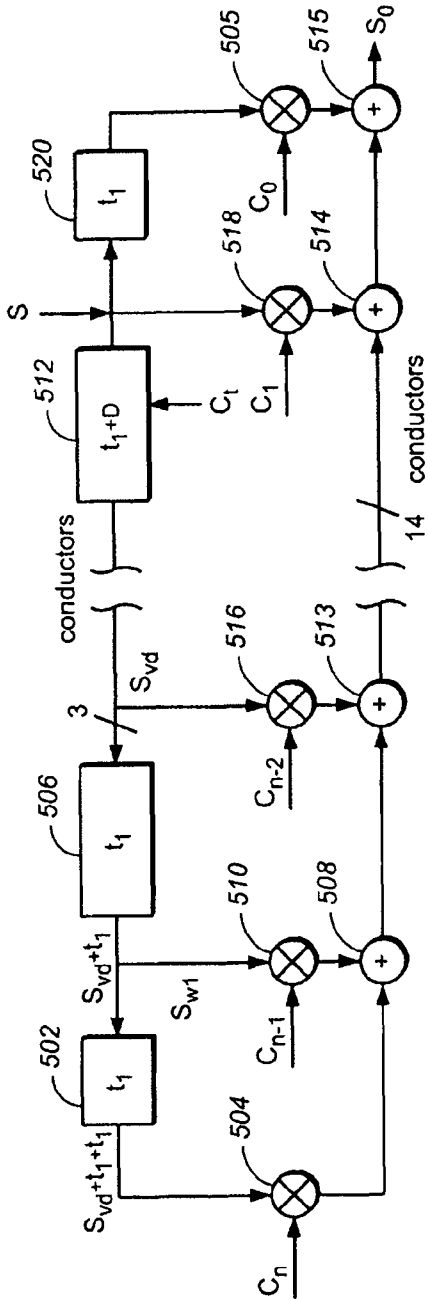 520
t₁
505
C₀
515
S₀
S
518
C₁
514
512
t₁+D
Cₜ
conductors
14
conductors
516
Cₙ₋₂
513
Sᵥd
3
506
t₁
510
Cₙ₋₁
508
Sᵥd+t₁
Sw1
502
t₁
504
Cₙ
Sᵥd+t₁+t₁